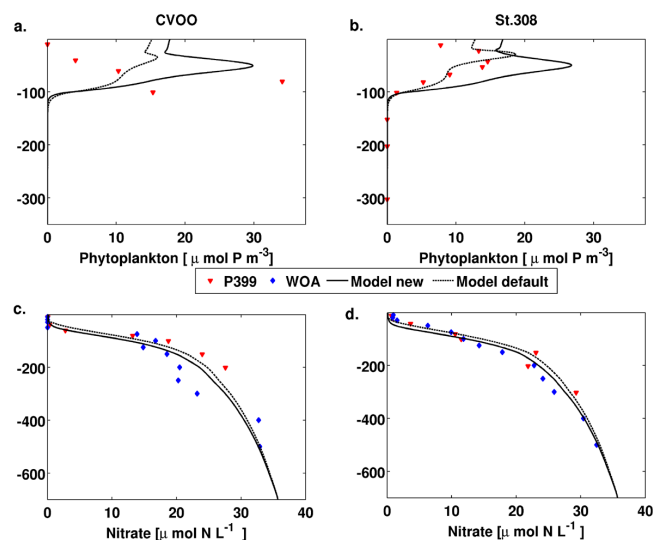 CVOO
St.308
a.
b.
-100
-200
-300
0 10 20 30
Phytoplankton [ μ mol P m-3]
-100
-200
-300
0 10 20 30
Phytoplankton [ μ mol P m-3]
P399 WOA Model new Model default
c.
d.
-200
-400
-600
0 10 20 30 40
Nitrate [μ mol N L-1]
-200
-400
-600
0 10 20 30 40
Nitrate [μ mol N L-1]